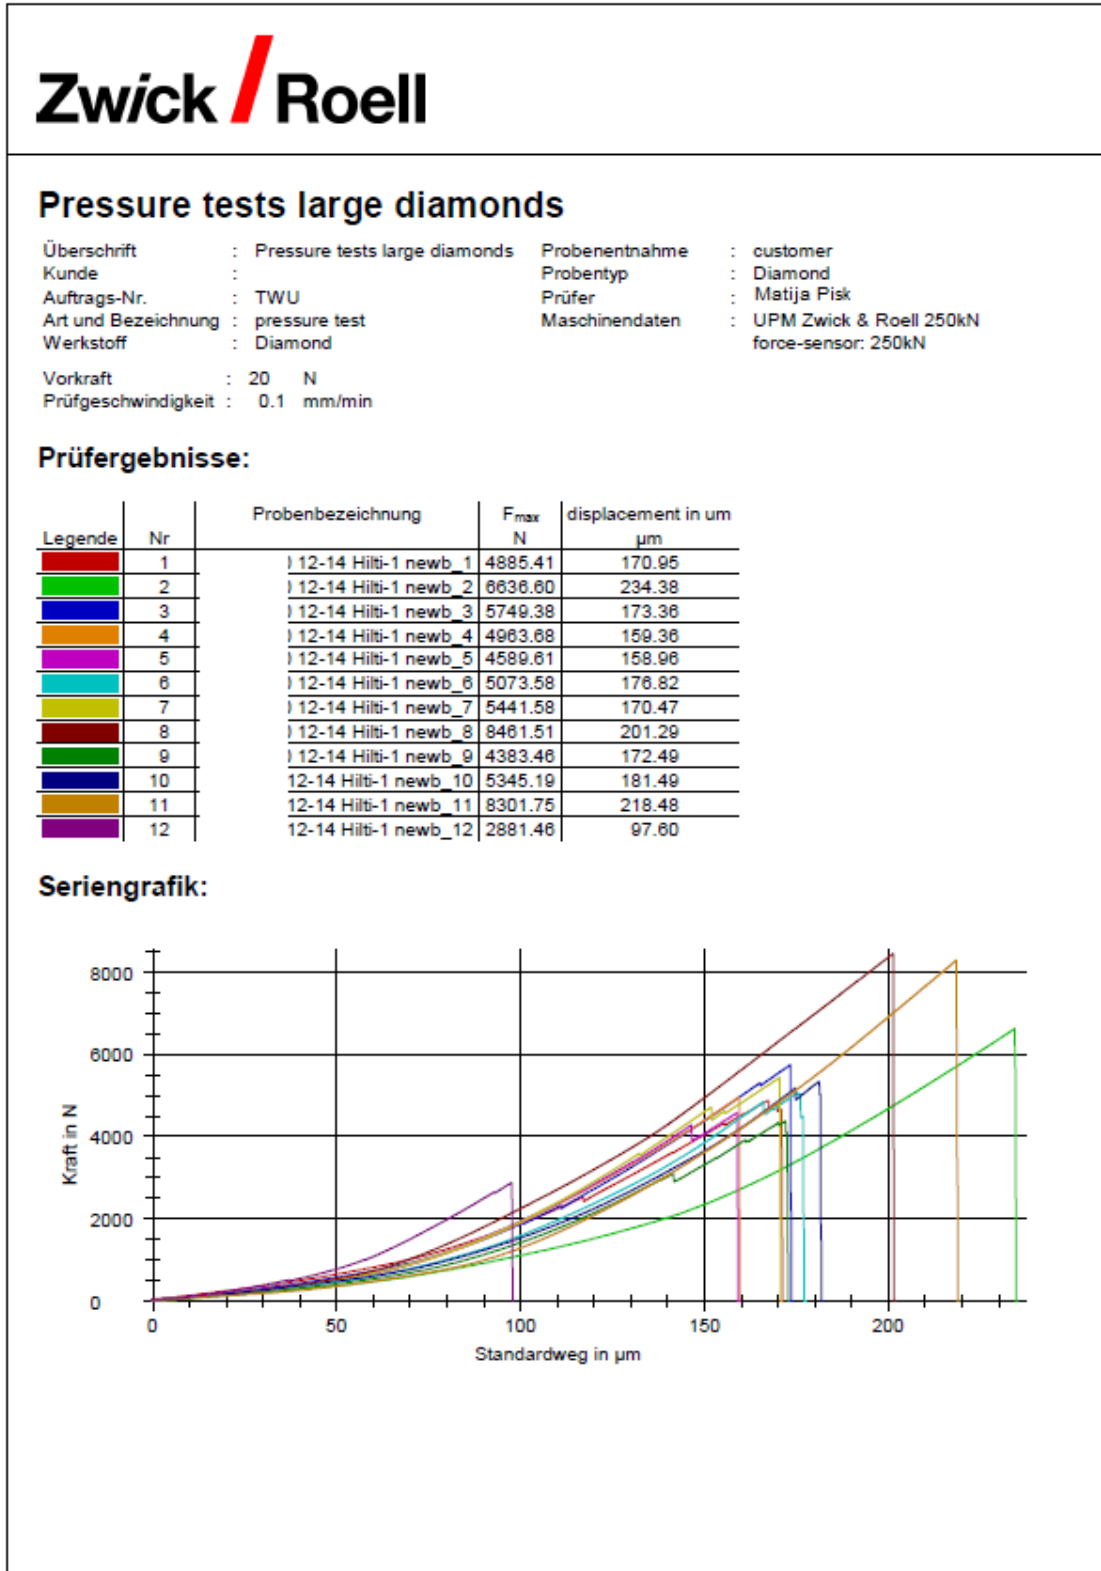 Zwick / Roell
Pressure tests large diamonds
Überschrift : Pressure tests large diamonds Probenentnahme : customer
Kunde : Probentyp : Diamond
Auftrags-Nr. : TWU Prüfer : Matija Pisk
Art und Bezeichnung : pressure test Maschinendaten : UPM Zwick & Roell 250kN
Werkstoff : Diamond force-sensor: 250kN
Vorkraft : 20 N
Prüfgeschwindigkeit : 0.1 mm/min
Prüfergebnisse:
Probenbezeichnung Fmax displacement in um
Legende Nr N µm
1 ) 12-14 Hilti-1 newb_1 4885.41 170.95
2 ) 12-14 Hilti-1 newb_2 6636.60 234.38
3 ) 12-14 Hilti-1 newb_3 5749.38 173.36
4 ) 12-14 Hilti-1 newb_4 4963.68 159.36
5 ) 12-14 Hilti-1 newb_5 4589.61 158.96
6 ) 12-14 Hilti-1 newb_6 5073.58 176.82
7 ) 12-14 Hilti-1 newb_7 5441.58 170.47
8 ) 12-14 Hilti-1 newb_8 8461.51 201.29
9 ) 12-14 Hilti-1 newb_9 4383.46 172.49
10 12-14 Hilti-1 newb_10 5345.19 181.49
11 12-14 Hilti-1 newb_11 8301.75 218.48
12 12-14 Hilti-1 newb_12 2881.46 97.60
Seriengrafik:
8000
6000
4000
2000
0
Kraft in N
0 50 100 150 200
Standardweg in µm